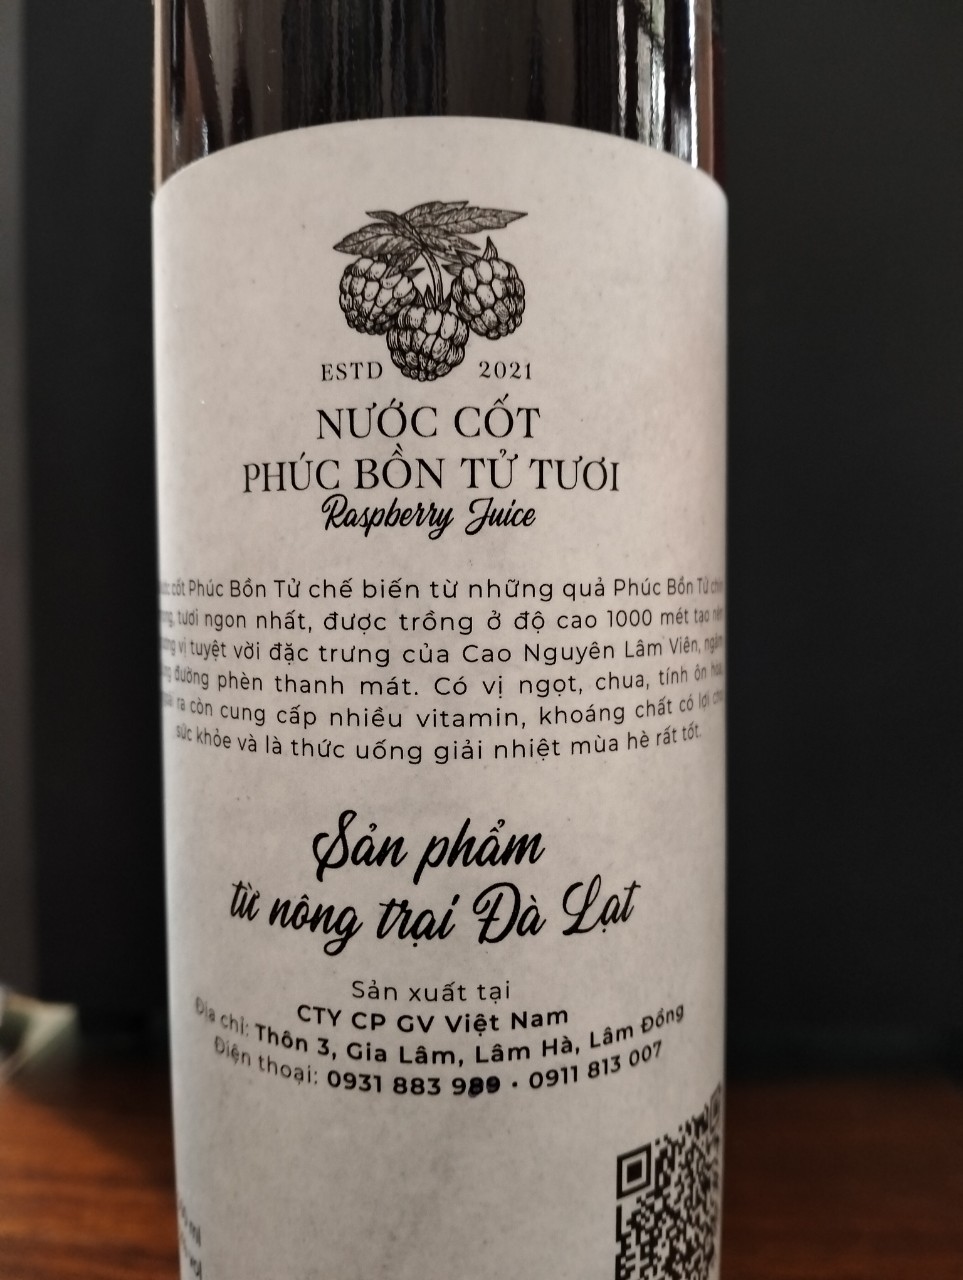 ESTD 2021
NƯỚC CỐT
PHÚC BỒN TỬ TƯƠI
Raspberry Juice
cốt Phúc Bồn Tử chế biến từ những quả Phúc Bồn Tử
tươi ngon nhất, được trồng ở độ cao 1000 mét tạo nên
vị tuyệt vời đặc trưng của Cao Nguyên Lâm Viên,
đường phèn thanh mát. Có vị ngọt, chua, tính ôn
ra còn cung cấp nhiều vitamin, khoáng chất có lợi
sức khỏe và là thức uống giải nhiệt mùa hè rất tốt.
Sản phẩm
từ nông trại Đà Lạt
Sản xuất tại
CTY CP GV Việt Nam
Địa chỉ: Thôn 3, Gia Lâm, Lâm Hà, Lâm Đồng
Điện thoại: 0931 883 989 • 0911 813 007
ml